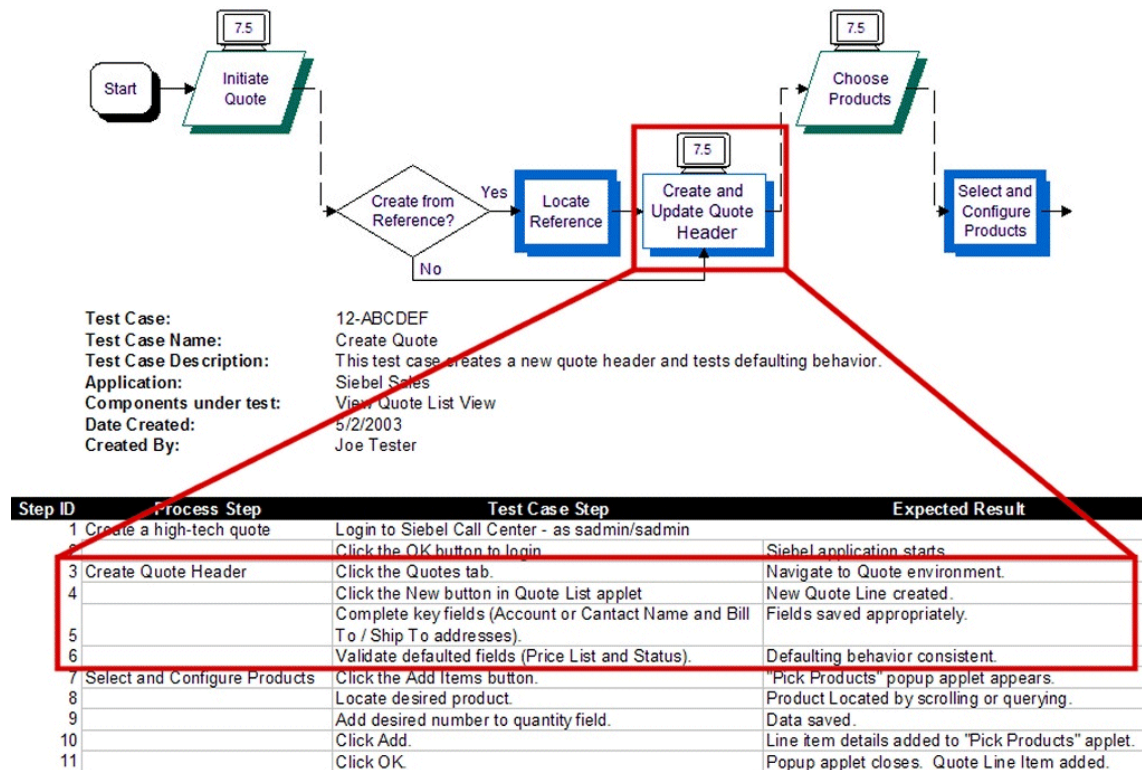 7.5
7.5
Start
Initiate
Quote
Choose
Products
7.5
Create from
Reference?
Yes
No
Locate
Reference
Create and
Update Quote
Header
Select and
Configure
Products
Test Case: 12-ABCDEF
Test Case Name: Create Quote
Test Case Description: This test case creates a new quote header and tests defaulting behavior.
Application: Siebel Sales
Components under test: View Quote List View
Date Created: 5/2/2003
Created By: Joe Tester
Step ID Process Step Test Case Step Expected Result
1 Create a high-tech quote Login to Siebel Call Center - as sadmin/sadmin
2 Click the OK button to login Siebel application starts
3 Create Quote Header Click the Quotes tab. Navigate to Quote environment.
4 Click the New button in Quote List applet New Quote Line created.
Complete key fields (Account or Cantact Name and Bill Fields saved appropriately.
5 To / Ship To addresses).
6 Validate defaulted fields (Price List and Status). Defaulting behavior consistent.
7 Select and Configure Products Click the Add Items button. "Pick Products" popup applet appears.
8 Locate desired product. Product Located by scrolling or querying.
9 Add desired number to quantity field. Data saved.
10 Click Add. Line item details added to "Pick Products" applet.
11 Click OK. Popup applet closes. Quote Line Item added.